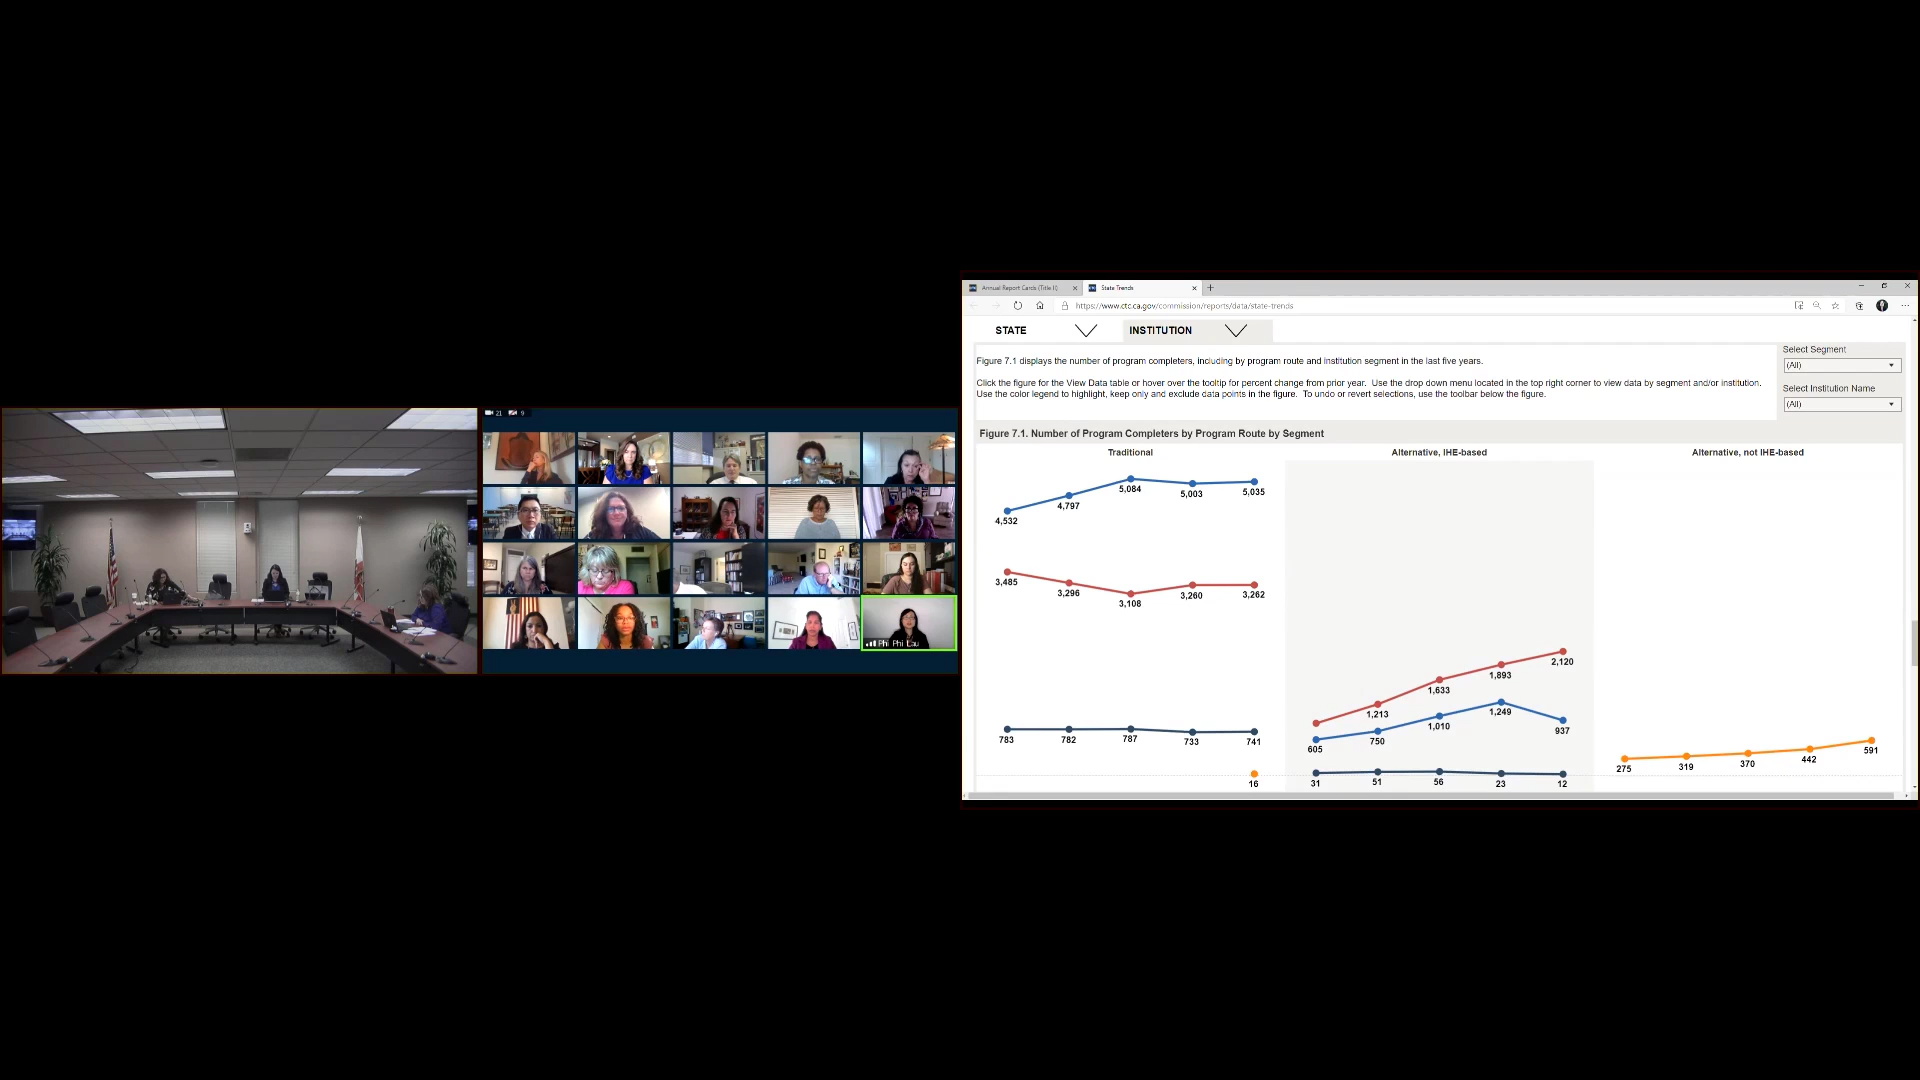 21 9
Phi Phi Lau
Annual Report Cards (Title II)
State Trends
https://www.ctc.ca.gov/commission/reports/data/state-trends
STATE
INSTITUTION
Figure 7.1 displays the number of program completers, including by program route and institution segment in the last five years.
Click the figure for the View Data table or hover over the tooltip for percent change from prior year. Use the drop down menu located in the top right corner to view data by segment and/or institution.
Use the color legend to highlight, keep only and exclude data points in the figure. To undo or revert selections, use the toolbar below the figure.
Select Segment
(All)
Select Institution Name
(All)
Figure 7.1. Number of Program Completers by Program Route by Segment
Traditional
Alternative, IHE-based
Alternative, not IHE-based
4,532
4,797
5,084
5,003
5,035
3,485
3,296
3,108
3,260
3,262
783
782
787
733
741
16
1,213
1,633
1,893
2,120
605
750
1,010
1,249
937
31
51
56
23
12
275
319
370
442
591